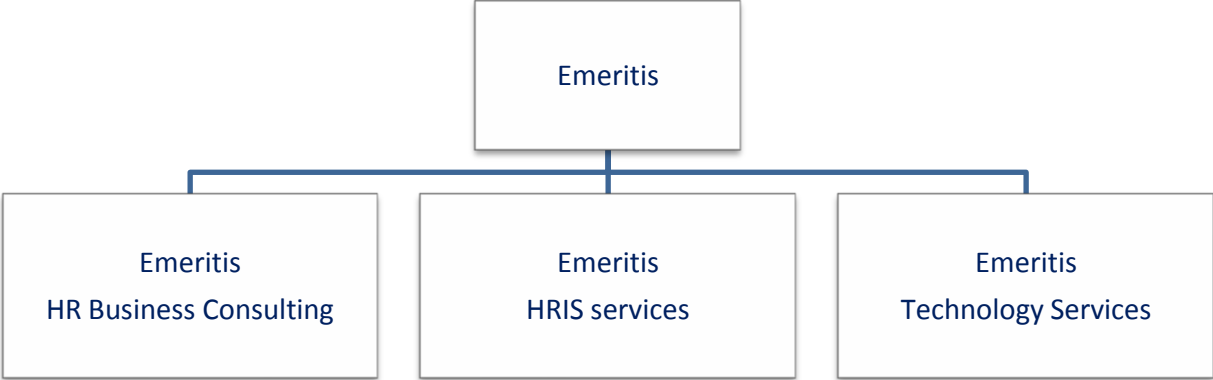 Emeritis
Emeritis
HR Business Consulting
Emeritis
HRIS services
Emeritis
Technology Services